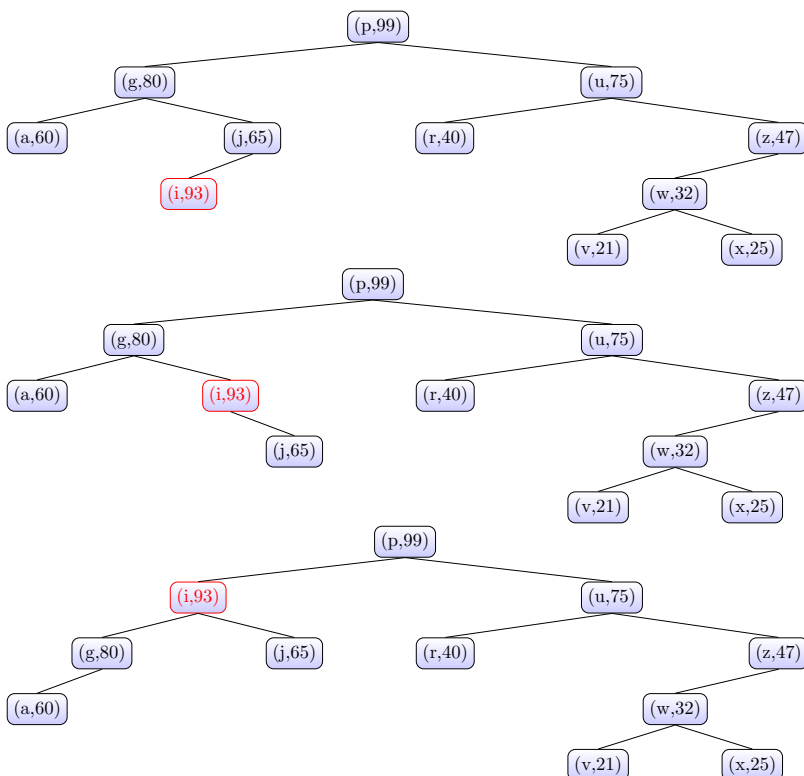 (p,99)
(g,80) (u,75)
(a,60) (j,65) (r,40) (z,47)
(i,93) (w,32)
(v,21) (x,25)
(p,99)
(g,80) (u,75)
(a,60) (i,93) (r,40) (z,47)
(j,65) (w,32)
(v,21) (x,25)
(p,99)
(i,93) (u,75)
(g,80) (j,65) (r,40) (z,47)
(a,60) (w,32)
(v,21) (x,25)